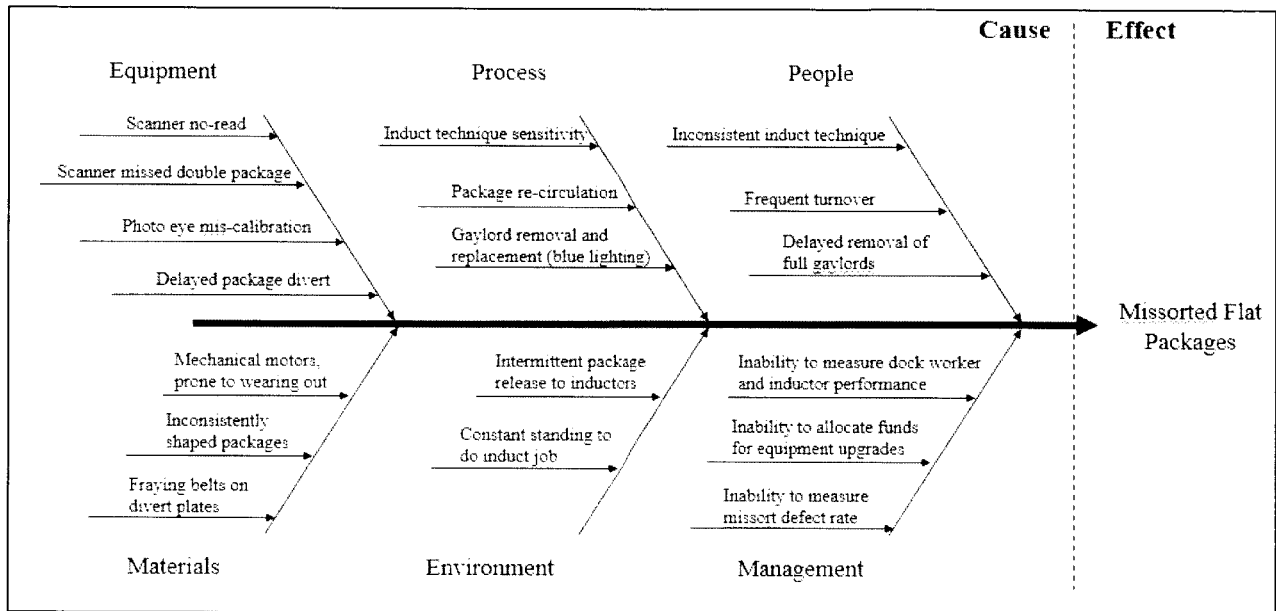 Cause
Effect
Equipment
Process
People
Scanner no-read
Scanner missed double package
Photo eye mis-calibration
Delayed package divert
Induct technique sensitivity
Package re-circulation
Gaylord removal and
replacement (blue lighting)
Inconsistent induct technique
Frequent turnover
Delayed removal of
full gaylords
Missorted Flat
Packages
Mechanical motors,
prone to wearing out
Inconsistently
shaped packages
Fraying belts on
divert plates
Intermittent package
release to inductors
Constant standing to
do induct job
Inability to measure dock worker
and inductor performance
Inability to allocate funds
for equipment upgrades
Inability to measure
missort defect rate
Materials
Environment
Management